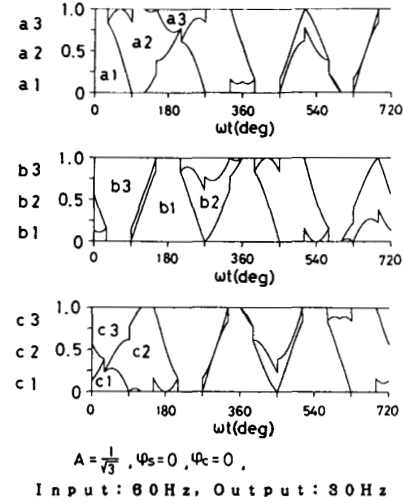 a3 1.0 a3
a2 0.5 a2
a1 0 a1
0 180 360 540 720
ωt(deg)
b3 1.0 b3
b2 0.5 b1 b2
b1 0
0 180 360 540 720
ωt(deg)
c3 1.0 c3
c2 0.5 c2
c1 0 c1
0 180 360 540 720
ωt(deg)
A = 1/√3 , φs=0 , φc=0 ,
Input: 60Hz, Output: 30Hz